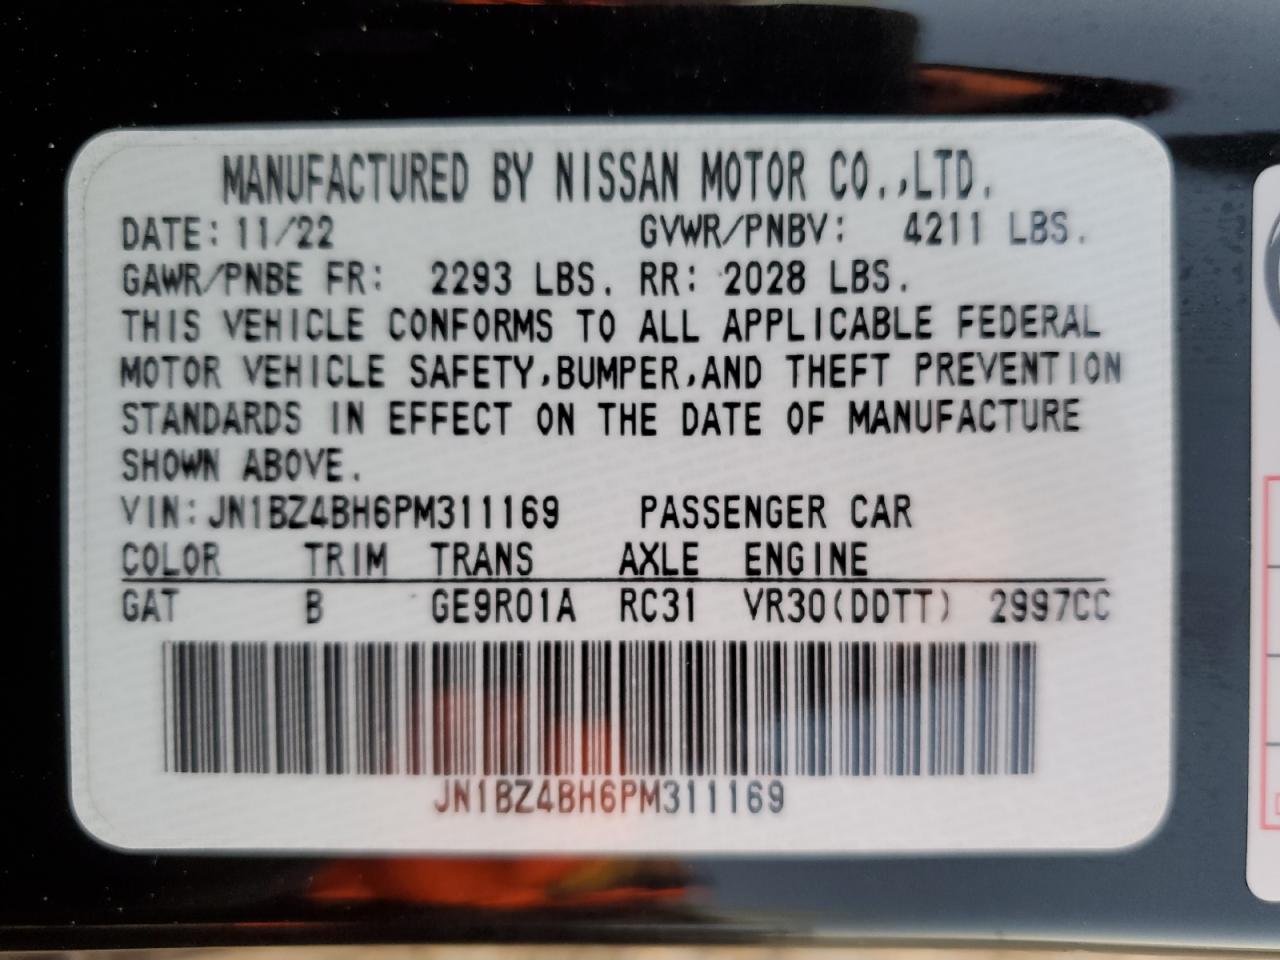 MANUFACTURED BY NISSAN MOTOR CO.,LTD.
DATE: 11/22 GVWR/PNBV: 4211 LBS.
GAWR/PNBE FR: 2293 LBS. RR: 2028 LBS.
THIS VEHICLE CONFORMS TO ALL APPLICABLE FEDERAL
MOTOR VEHICLE SAFETY,BUMPER,AND THEFT PREVENTION
STANDARDS IN EFFECT ON THE DATE OF MANUFACTURE
SHOWN ABOVE.
VIN: JN1BZ4BH6PM311169 PASSENGER CAR
COLOR TRIM TRANS AXLE ENGINE
GAT B GE9R01A RC31 VR30(DDTT) 2997CC
JN1BZ4BH6PM311169